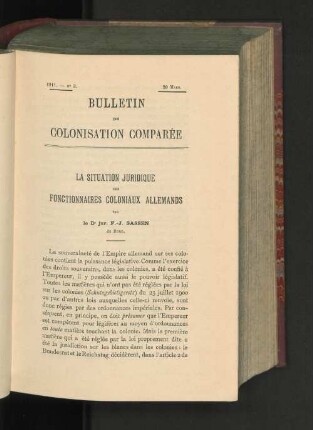 1911. — Nº 3.
20 Mars.
BULLETIN
DE
COLONISATION COMPARÉE
LA SITUATION JURIDIQUE
DES
FONCTIONNAIRES COLONIAUX ALLEMANDS
PAR
le Dr jur. F.-J. SASSEN
de Bonn.
La souveraineté de l'Empire allemand sur ses colonies
contient la puissance législative Comme l'exercice
des droits souverains, dans les colonies, a été confié à
l'Empereur, il y possède aussi le pouvoir législatif.
Toutes les matières qui n'ont pas été réglées par la loi
sur les colonies (Schutzgebietsgesetz) du 25 juillet 1900
ou par d'autres lois auxquelles celle-ci renvoie, sont
donc régies par des ordonnances impériales. Par conséquent,
en principe, on doit présumer que l'Empereur
est compétent pour légiférer au moyen d'ordonnances
en toute matière touchant la colonie. Mais la première
matière qui a été réglée par la loi proprement dite a
été la juridiction sur les blancs dans les colonies : le
Bundesrat et le Reichstag décidèrent, dans l'article 2 de